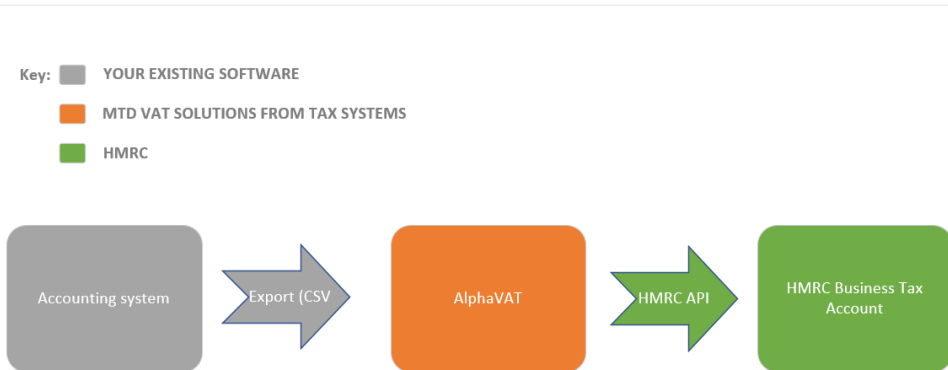 Key:
YOUR EXISTING SOFTWARE
MTD VAT SOLUTIONS FROM TAX SYSTEMS
HMRC
Accounting system
Export (CSV
AlphaVAT
HMRC API
HMRC Business Tax
Account